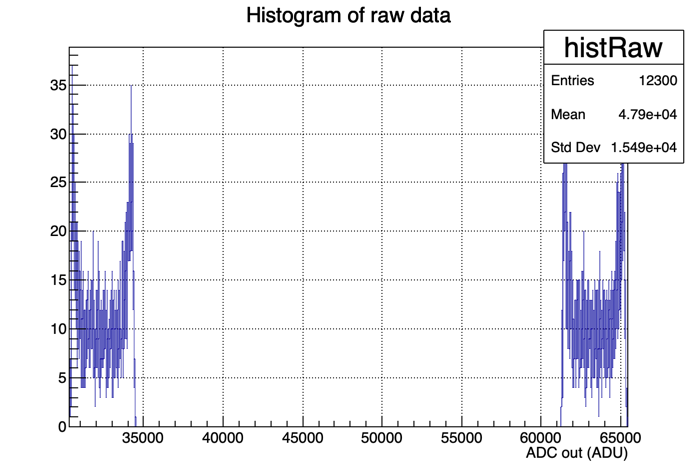 Histogram of raw data
histRaw
Entries 12300
Mean 4.79e+04
Std Dev 1.549e+04
35
30
25
20
15
10
5
0
35000 40000 45000 50000 55000 60000 65000
ADC out (ADU)